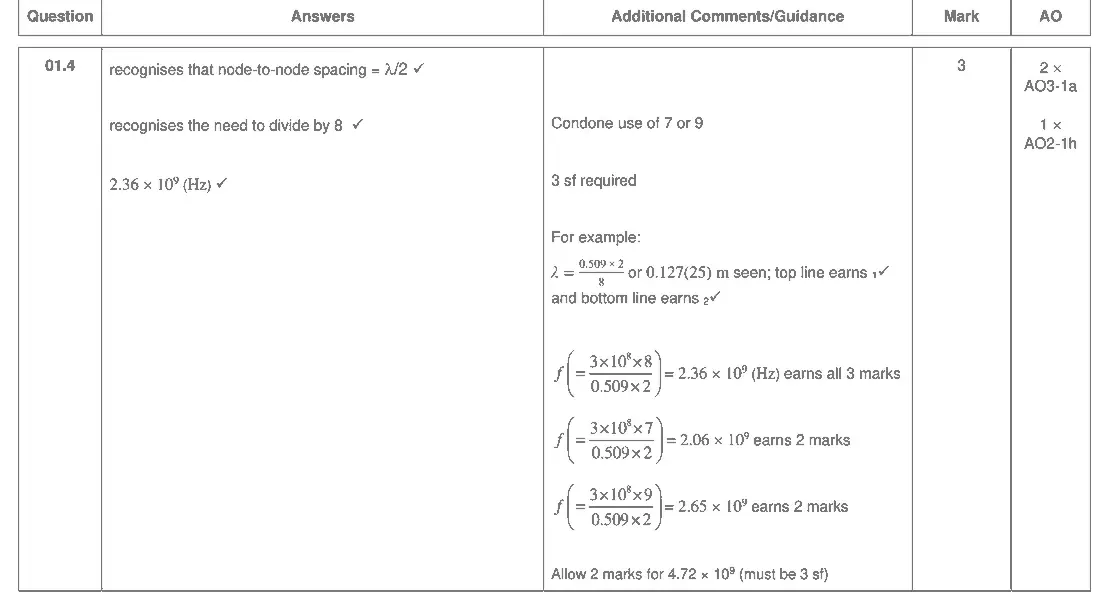 Question Answers Additional Comments/Guidance Mark AO
01.4 recognises that node-to-node spacing = λ/2 ✓ 3 2 ×
AO3-1a
recognises the need to divide by 8 ✓ Condone use of 7 or 9 1 ×
AO2-1h
2.36 × 10⁹ (Hz) ✓ 3 sf required
For example:
λ = (0.509 × 2)/8 or 0.127(25) m seen; top line earns ₁✓
and bottom line earns ₂✓
f(= (3×10⁸×8)/(0.509×2)) = 2.36 × 10⁹ (Hz) earns all 3 marks
f(= (3×10⁸×7)/(0.509×2)) = 2.06 × 10⁹ earns 2 marks
f(= (3×10⁸×9)/(0.509×2)) = 2.65 × 10⁹ earns 2 marks
Allow 2 marks for 4.72 × 10⁹ (must be 3 sf)